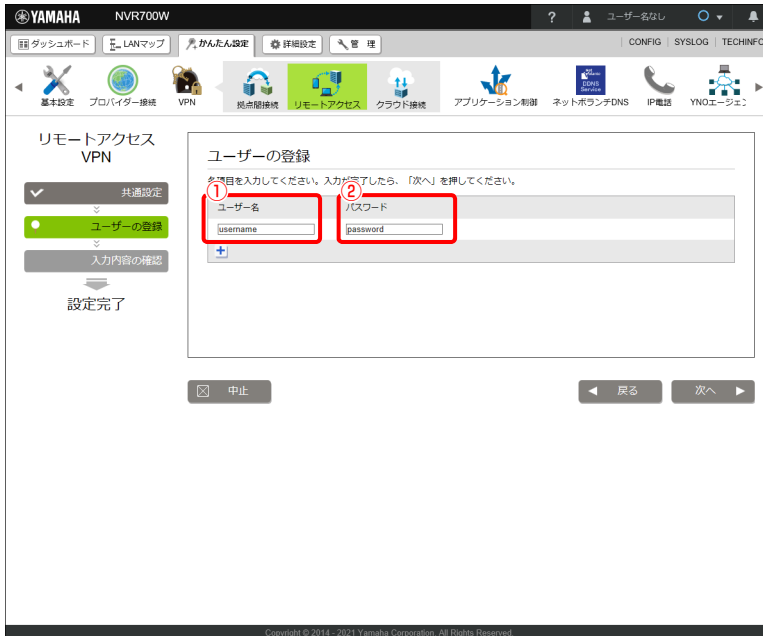 YAMAHA NVR700W ? ユーザー名なし
ダッシュボード LANマップ かんたん設定 詳細設定 管 理 CONFIG SYSLOG TECHINFO
基本設定 プロバイダー接続 VPN 拠点間接続 リモートアクセス クラウド接続 アプリケーション制御 ネットボランチDNS IP電話 YNOエージェ
リモートアクセス
VPN
共通設定
ユーザーの登録
入力内容の確認
設定完了
ユーザーの登録
各項目を入力してください。入力が完了したら、「次へ」を押してください。
① ②
ユーザー名 パスワード
username password
中止 戻る 次へ
Copyright © 2014 - 2021 Yamaha Corporation. All Rights Reserved.